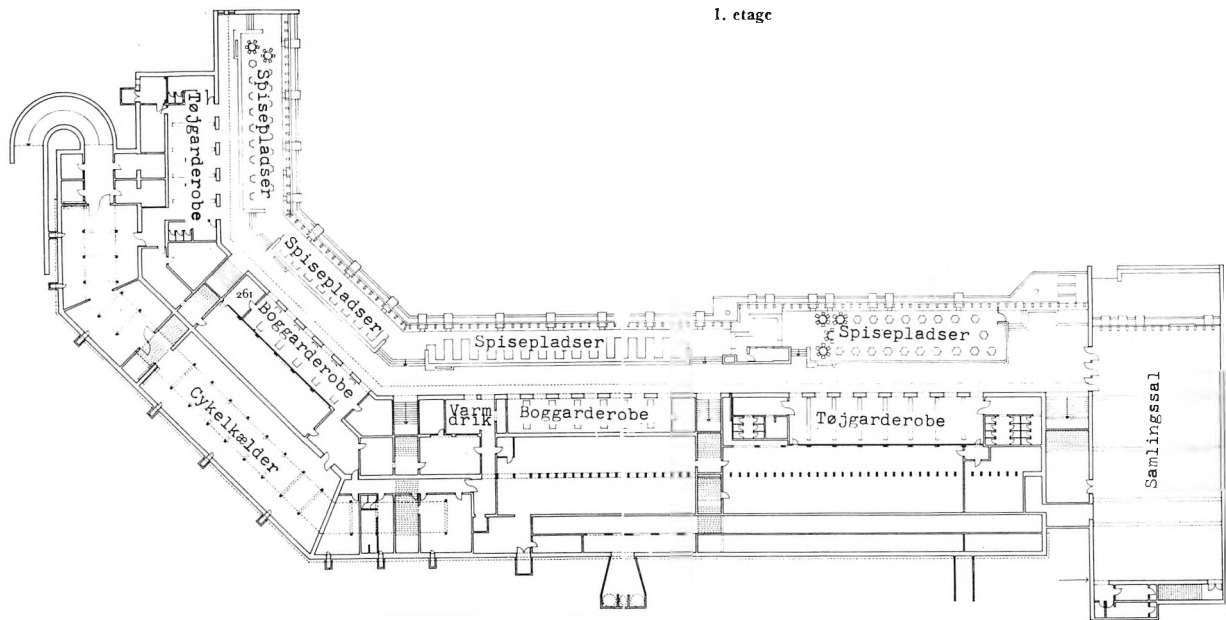 1. etage
Spisepladser
Tøjgarderobe
Spisepladser
261
Boggarderobe
Spisepladser
Spisepladser
Cykelkælder
Varm
drik
Boggarderobe
Tøjgarderobe
Samlingssal